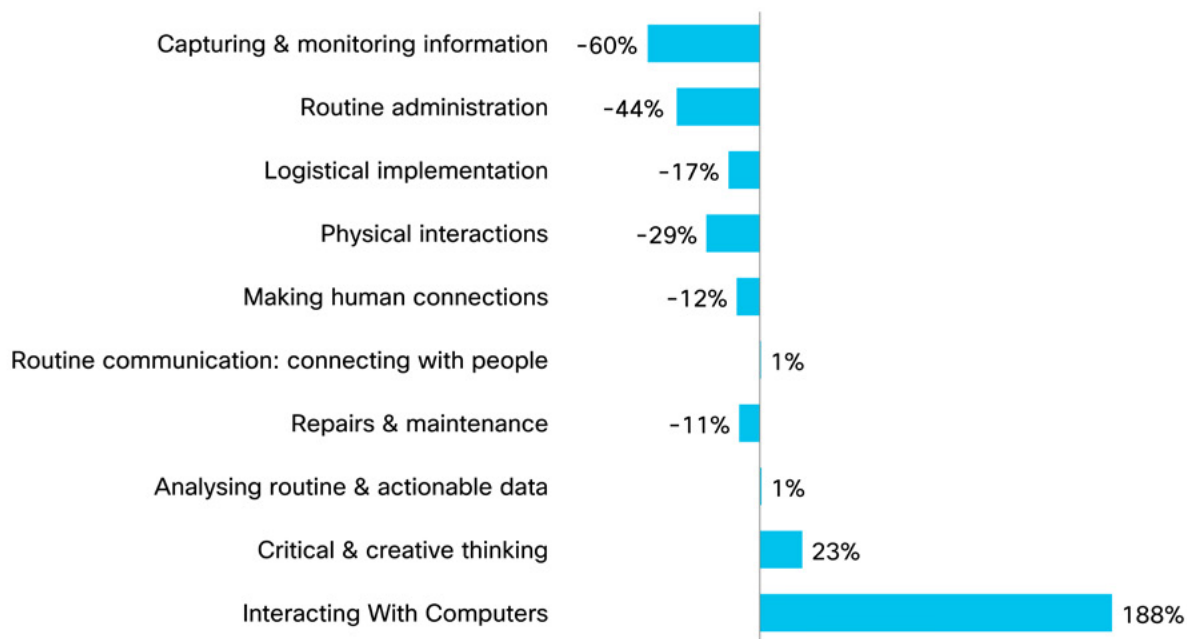 Capturing & monitoring information -60%
Routine administration -44%
Logistical implementation -17%
Physical interactions -29%
Making human connections -12%
Routine communication: connecting with people 1%
Repairs & maintenance -11%
Analysing routine & actionable data 1%
Critical & creative thinking 23%
Interacting With Computers 188%